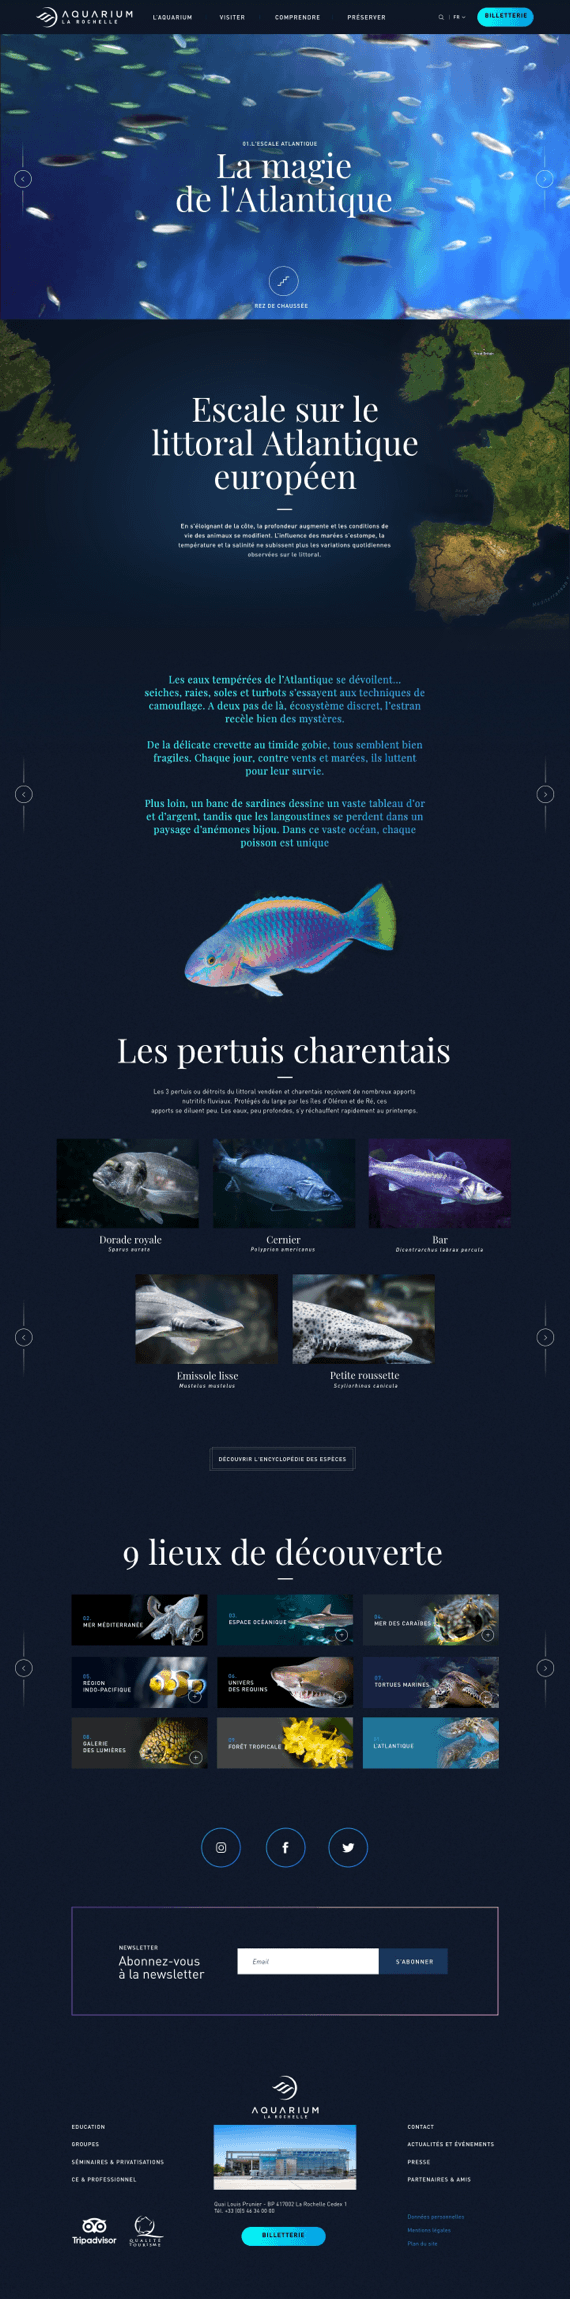 AQUARIUM
LA ROCHELLE
L'AQUARIUM
VISITER
COMPRENDRE
PRÉSERVER
FR
BILLETTERIE
01.L'ESCALE ATLANTIQUE
La magie
de l'Atlantique
REZ DE CHAUSSÉE
Escale sur le
littoral Atlantique
européen
En s'éloignant de la côte, la profondeur augmente et les conditions de
vie des animaux se modifient. L'influence des marées s'estompe, la
température et la salinité ne subissent plus les variations quotidiennes
observées sur le littoral.
Les eaux tempérées de l'Atlantique se dévoilent...
seiches, raies, soles et turbots s'essayent aux techniques de
camouflage. A deux pas de là, écosystème discret, l'estran
recèle bien des mystères.
De la délicate crevette au timide gobie, tous semblent bien
fragiles. Chaque jour, contre vents et marées, ils luttent
pour leur survie.
Plus loin, un banc de sardines dessine un vaste tableau d'or
et d'argent, tandis que les langoustines se perdent dans un
paysage d'anémones bijou. Dans ce vaste océan, chaque
poisson est unique
Les pertuis charentais
Les 3 pertuis ou détroits du littoral vendéen et charentais reçoivent de nombreux apports
nutritifs fluviaux. Protégés du large par les îles d'Oléron et de Ré, ces
apports se diluent peu. Les eaux, peu profondes, s'y réchauffent rapidement au printemps.
Dorade royale
Sparus aurata
Cernier
Polyprion americanus
Bar
Dicentrarchus labrax percula
Emissole lisse
Mustelus mustelus
Petite roussette
Scyliorhinus canicula
DÉCOUVRIR L'ENCYCLOPÉDIE DES ESPÈCES
9 lieux de découverte
02.
MER MÉDITERRANÉE
03.
ESPACE OCÉANIQUE
04.
MER DES CARAÏBES
05.
RÉGION
INDO-PACIFIQUE
06.
UNIVERS
DES REQUINS
07.
TORTUES MARINES
08.
GALERIE
DES LUMIÈRES
09.
FORÊT TROPICALE
L'ATLANTIQUE
NEWSLETTER
Abonnez-vous
à la newsletter
Email
S'ABONNER
AQUARIUM
LA ROCHELLE
EDUCATION
GROUPES
SÉMINAIRES & PRIVATISATIONS
CE & PROFESSIONNEL
CONTACT
ACTUALITÉS ET ÉVÉNEMENTS
PRESSE
PARTENAIRES & AMIS
Quai Louis Prunier - BP 417002 La Rochelle Cedex 1
Tél. +33 (0)5 46 34 00 00
BILLETTERIE
Tripadvisor
QUALITÉ
TOURISME
Données personnelles
Mentions légales
Plan du site